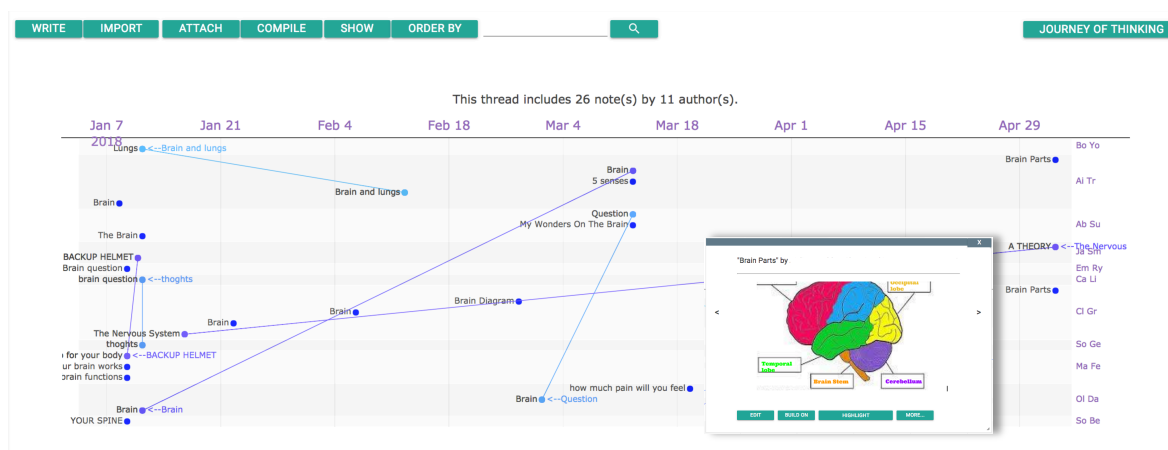 WRITE IMPORT ATTACH COMPILE SHOW ORDER BY JOURNEY OF THINKING
This thread includes 26 note(s) by 11 author(s).
Jan 7 Jan 21 Feb 4 Feb 18 Mar 4 Mar 18 Apr 1 Apr 15 Apr 29
2018
Lungs <--Brain and lungs Bo Yo
Brain Parts
Brain
5 senses Ai Tr
Brain and lungs
Brain
Question
My Wonders On The Brain Ab Su
The Brain
A THEORY <--The Nervous
Ja Sm
BACKUP HELMET
Brain question Em Ry
brain question <--thoghts Ca Li
Brain Parts
Brain Diagram
Brain Cl Gr
Brain
The Nervous System
thoghts So Ge
for your body <--BACKUP HELMET
ur brain works Ma Fe
brain functions
how much pain will you feel
Brain <--Question Ol Da
Brain <--Brain
YOUR SPINE So Be
X
"Brain Parts" by
< >
Temporal
lobe
Brain Stem
Cerebellum
EDIT BUILD ON HIGHLIGHT MORE...